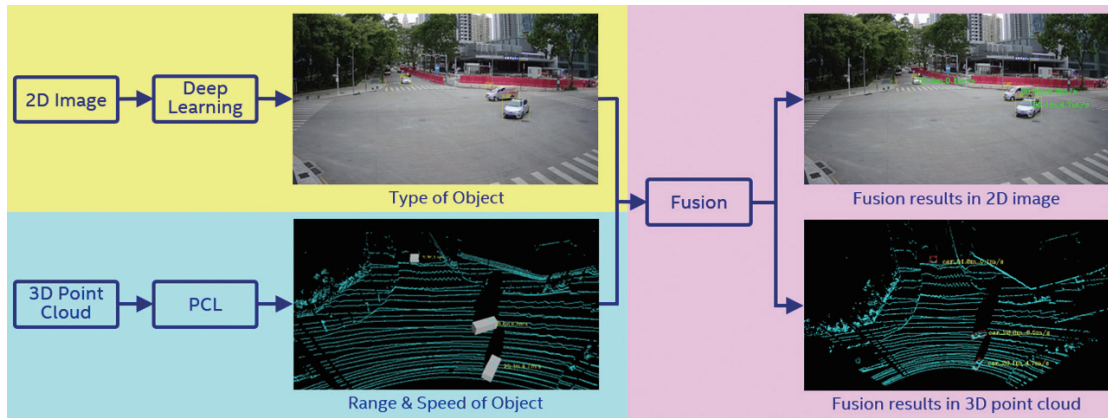 2D Image
Deep
Learning
Type of Object
3D Point
Cloud
PCL
Range & Speed of Object
Fusion
Fusion results in 2D image
Fusion results in 3D point cloud